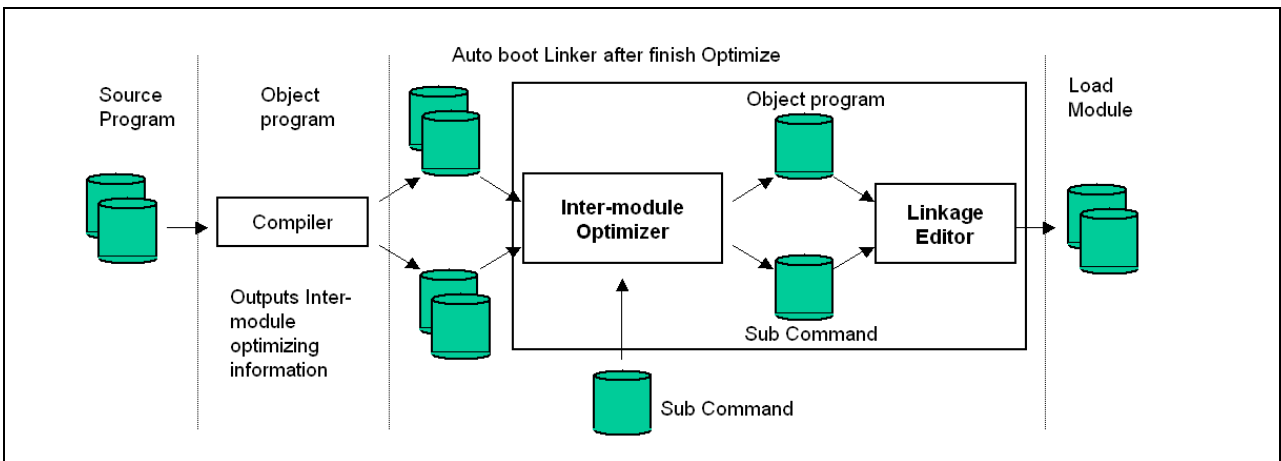 Auto boot Linker after finish Optimize
Source
Program
Object
program
Object program
Load
Module
Compiler
Inter-module
Optimizer
Linkage
Editor
Outputs Inter-
module
optimizing
information
Sub Command
Sub Command